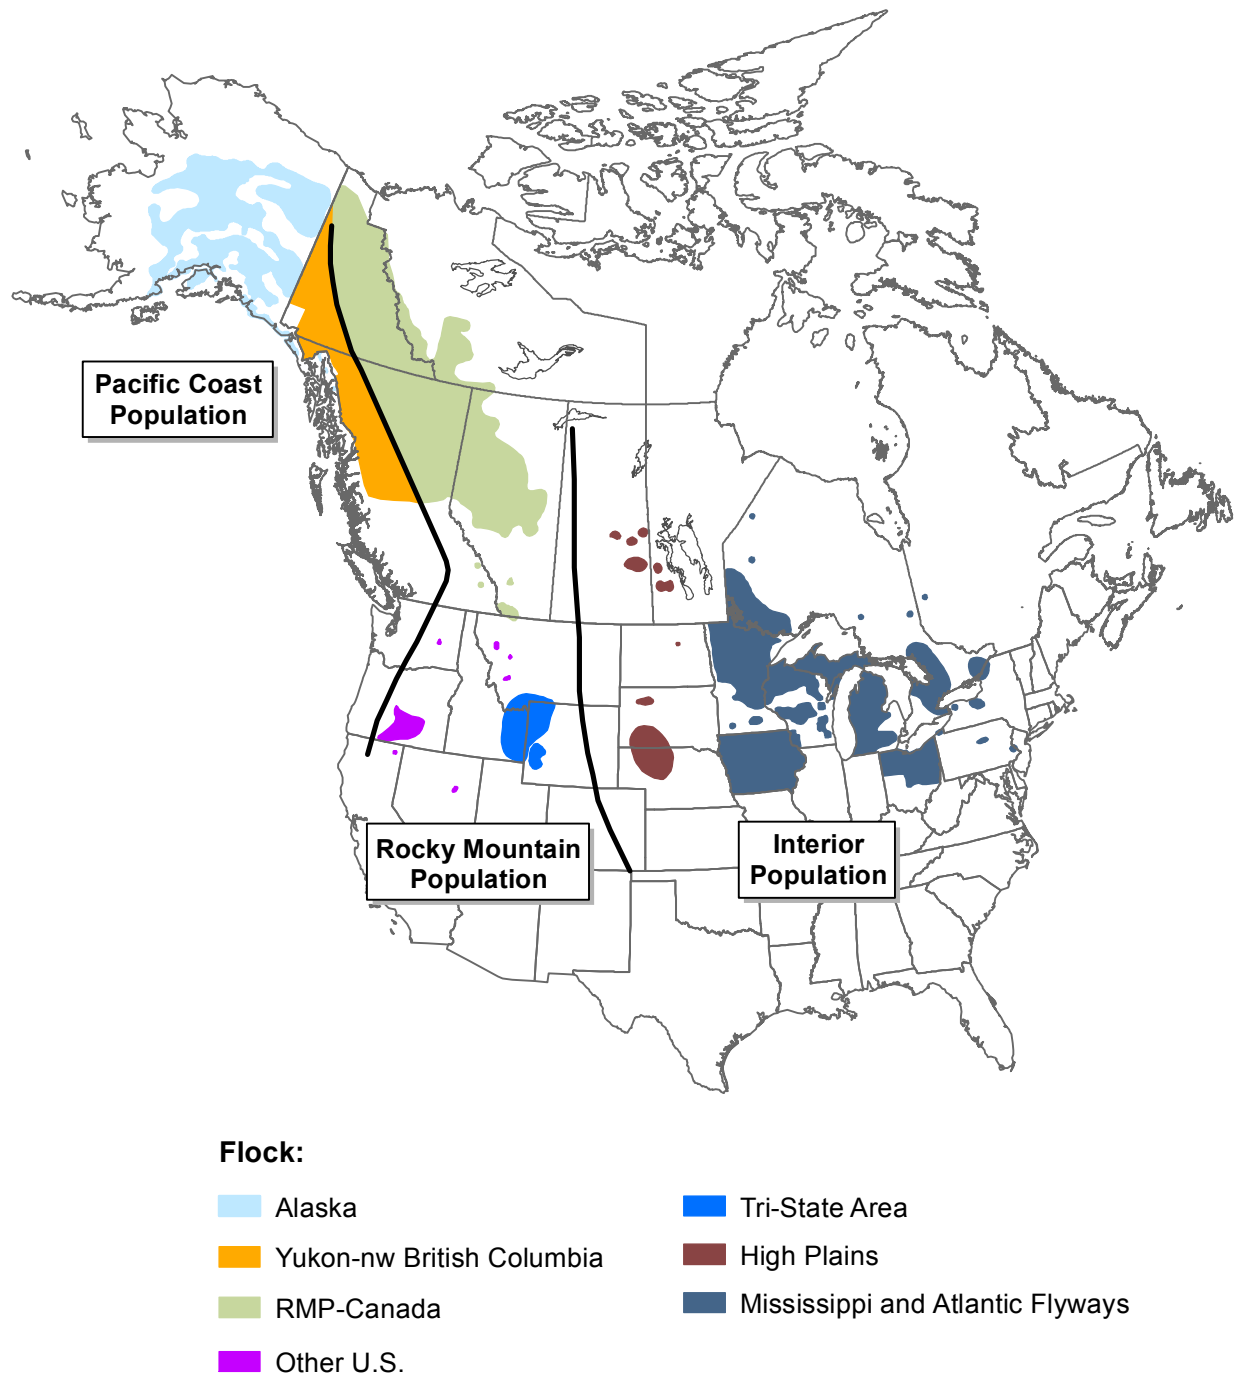 Pacific Coast
Population
Rocky Mountain
Population
Interior
Population
Flock:
Alaska
Yukon-nw British Columbia
RMP-Canada
Other U.S.
Tri-State Area
High Plains
Mississippi and Atlantic Flyways